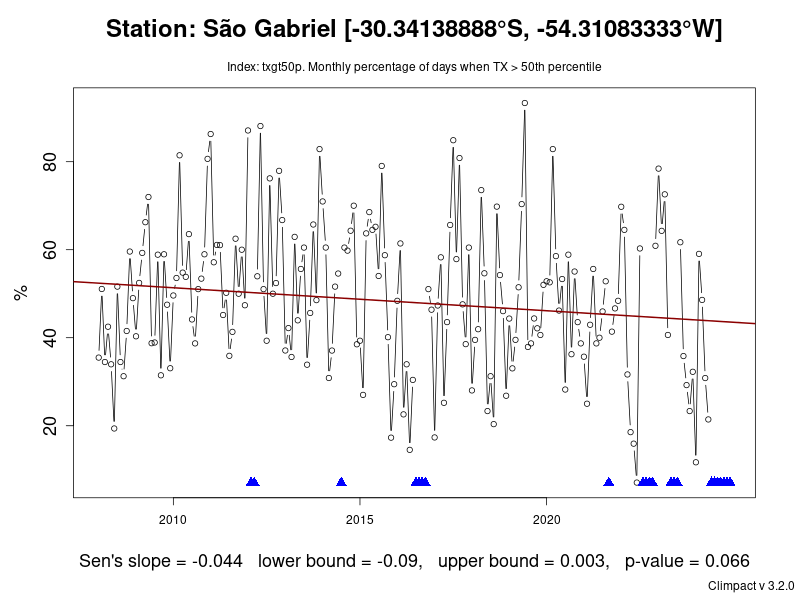 Station: São Gabriel [-30.34138888°S, -54.31083333°W]
Index: txgt50p. Monthly percentage of days when TX > 50th percentile
%
80
60
40
20
2010 2015 2020
Sen's slope = -0.044 lower bound = -0.09, upper bound = 0.003, p-value = 0.066
Climpact v 3.2.0